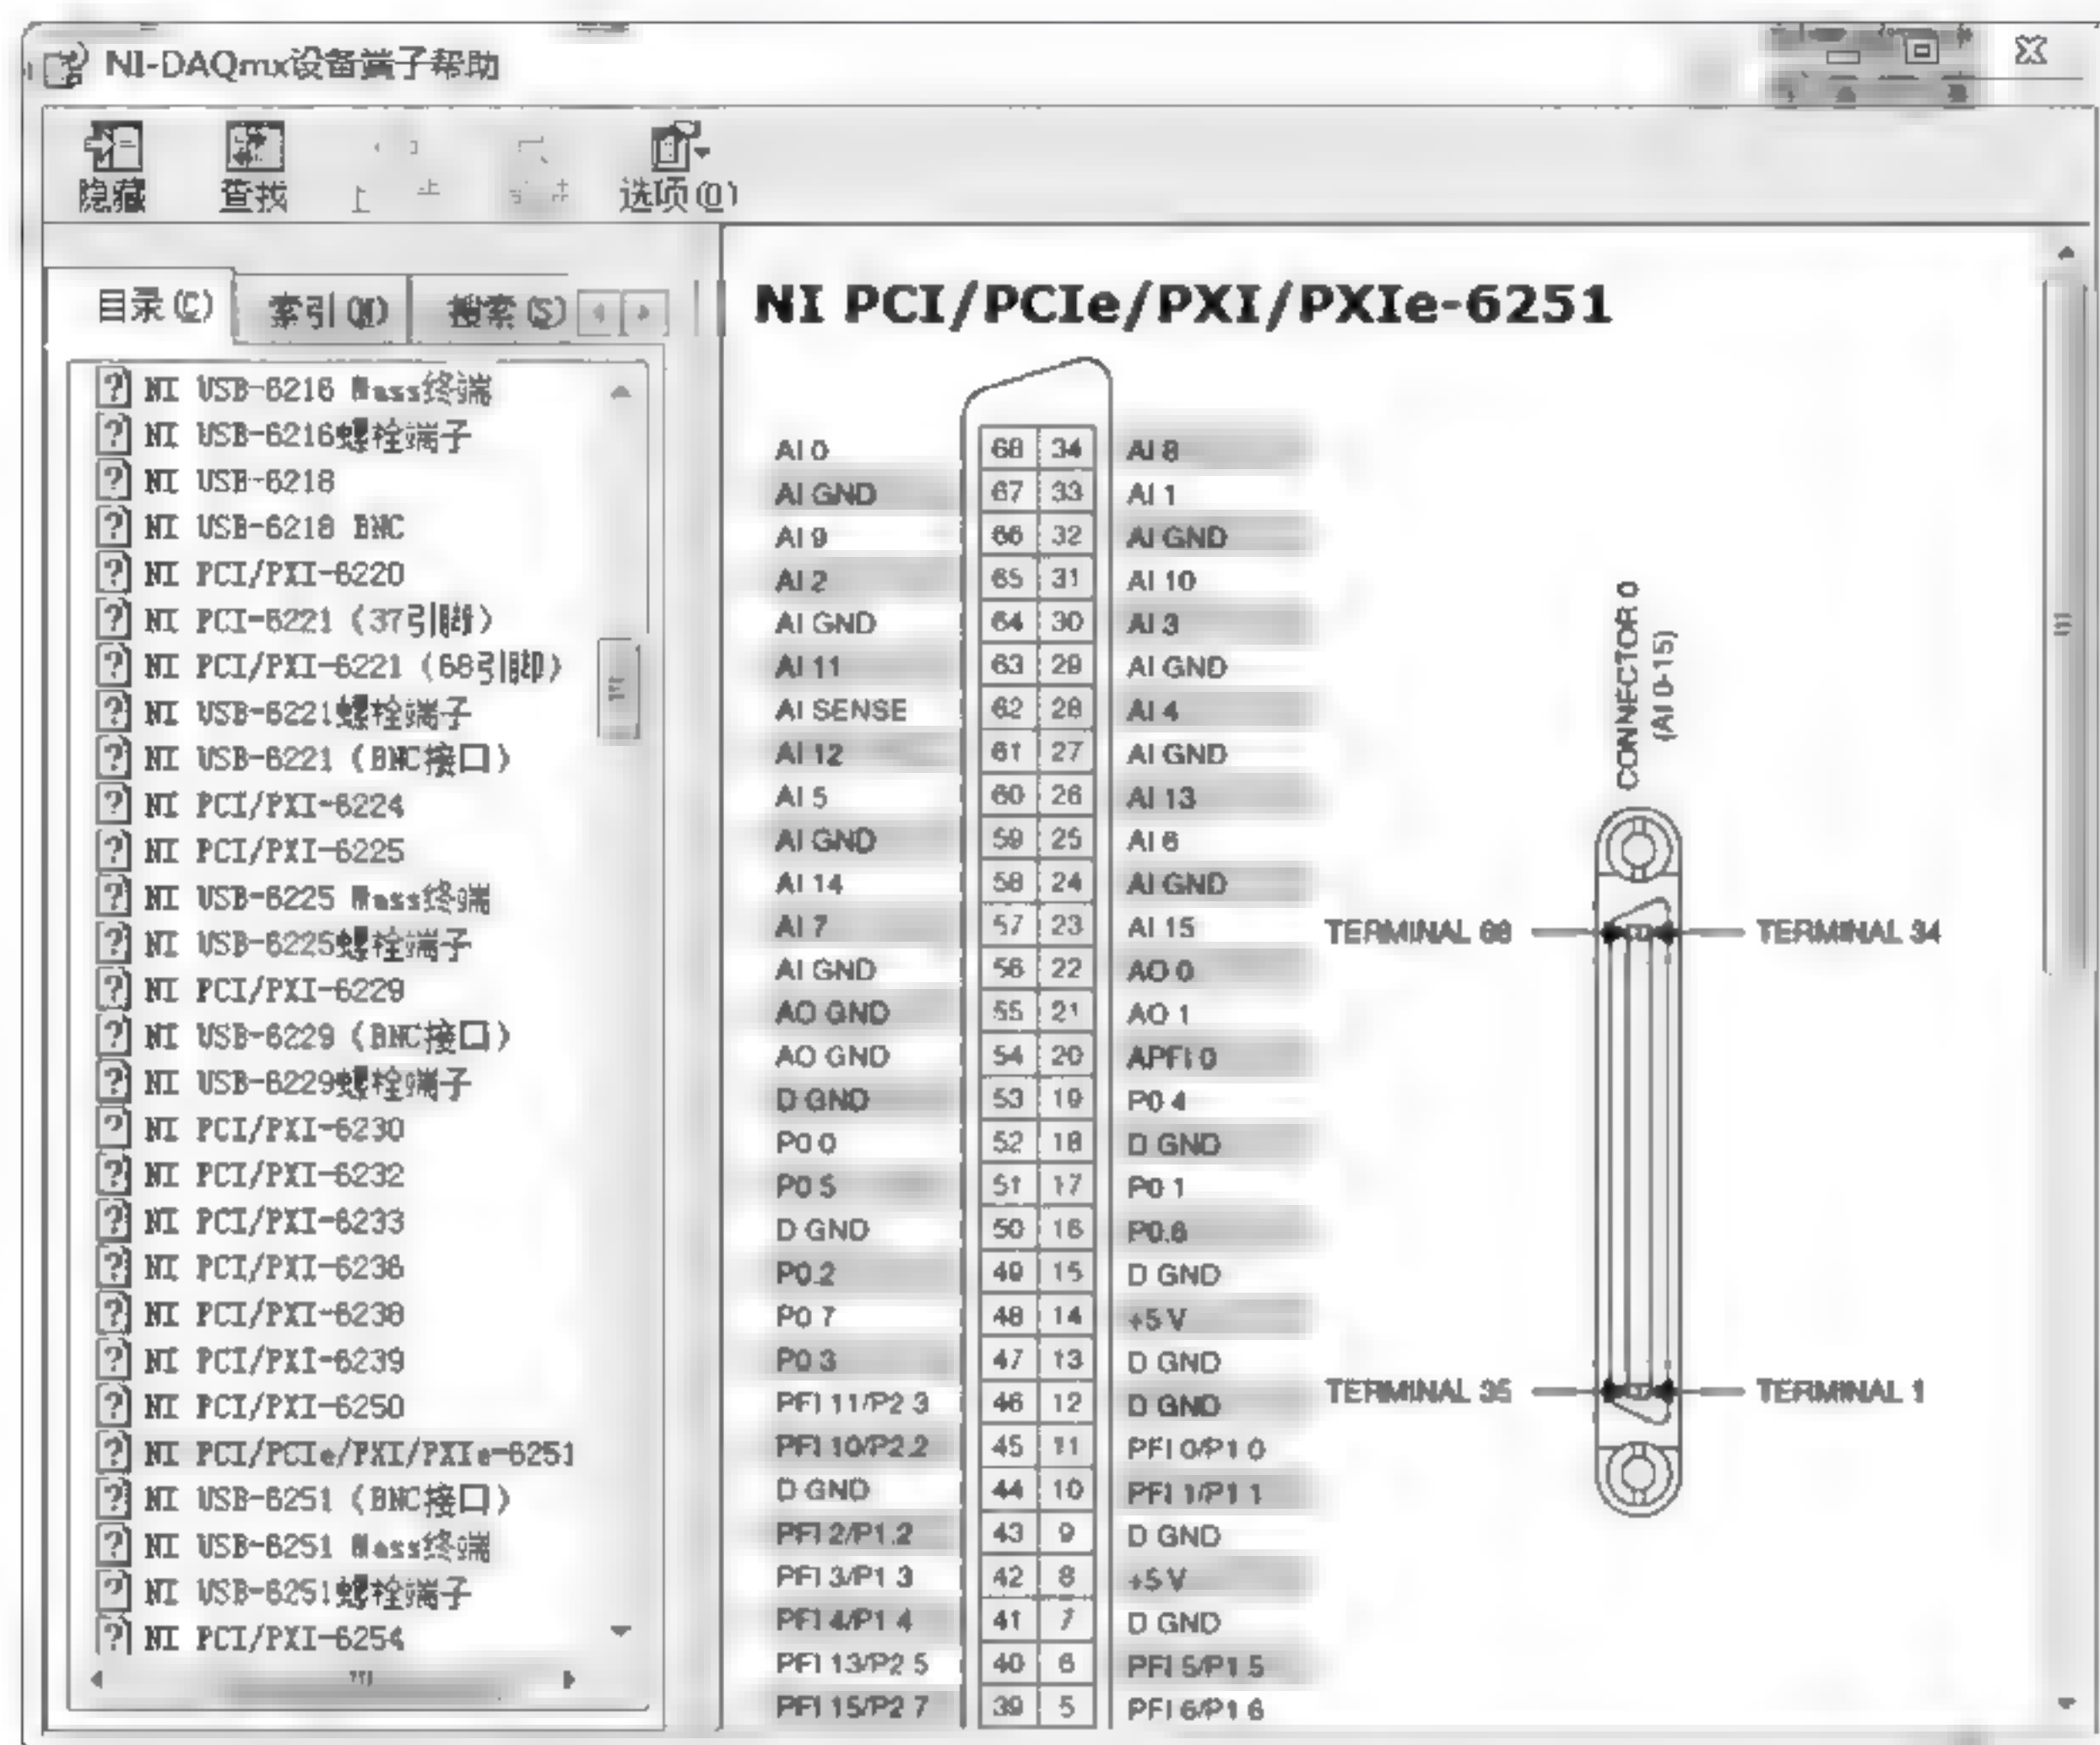 NI-DAQmx设备端子帮助
隐藏 查找 选项(O)
目录(C) 索引(N) 搜索(S)
NI USB-6216 Mass终端
NI USB-6216螺栓端子
NI USB-6218
NI USB-6218 BNC
NI PCI/PXI-6220
NI PCI-6221 (37引脚)
NI PCI/PXI-6221 (68引脚)
NI USB-6221螺栓端子
NI USB-6221 (BNC接口)
NI PCI/PXI-6224
NI PCI/PXI-6225
NI USB-6225 Mass终端
NI USB-6225螺栓端子
NI PCI/PXI-6229
NI USB-6229 (BNC接口)
NI USB-6229螺栓端子
NI PCI/PXI-6230
NI PCI/PXI-6232
NI PCI/PXI-6233
NI PCI/PXI-6236
NI PCI/PXI-6238
NI PCI/PXI-6239
NI PCI/PXI-6250
NI PCI/PCIe/PXI/PXIe-6251
NI USB-6251 (BNC接口)
NI USB-6251 Mass终端
NI USB-6251螺栓端子
NI PCI/PXI-6254
NI PCI/PCIe/PXI/PXIe-6251
AI 0 68 34 AI 8
AI GND 67 33 AI 1
AI 9 66 32 AI GND
AI 2 65 31 AI 10
AI GND 64 30 AI 3
AI 11 63 29 AI GND
AI SENSE 62 28 AI 4
AI 12 61 27 AI GND
AI 5 60 26 AI 13
AI GND 59 25 AI 6
AI 14 58 24 AI GND
AI 7 57 23 AI 15
AI GND 56 22 AO 0
AO GND 55 21 AO 1
AO GND 54 20 APFI 0
D GND 53 19 P0 4
P0 0 52 18 D GND
P0 5 51 17 P0 1
D GND 50 16 P0.6
P0.2 49 15 D GND
P0 7 48 14 +5 V
P0 3 47 13 D GND
PFI 11/P2 3 46 12 D GND
PFI 10/P2.2 45 11 PFI 0/P1 0
D GND 44 10 PFI 1/P1 1
PFI 2/P1.2 43 9 D GND
PFI 3/P1 3 42 8 +5 V
PFI 4/P1 4 41 7 D GND
PFI 13/P2 5 40 6 PFI 5/P1 5
PFI 15/P2 7 39 5 PFI 6/P1 6
CONNECTOR 0
(AI 0-15)
TERMINAL 68 TERMINAL 34
TERMINAL 35 TERMINAL 1